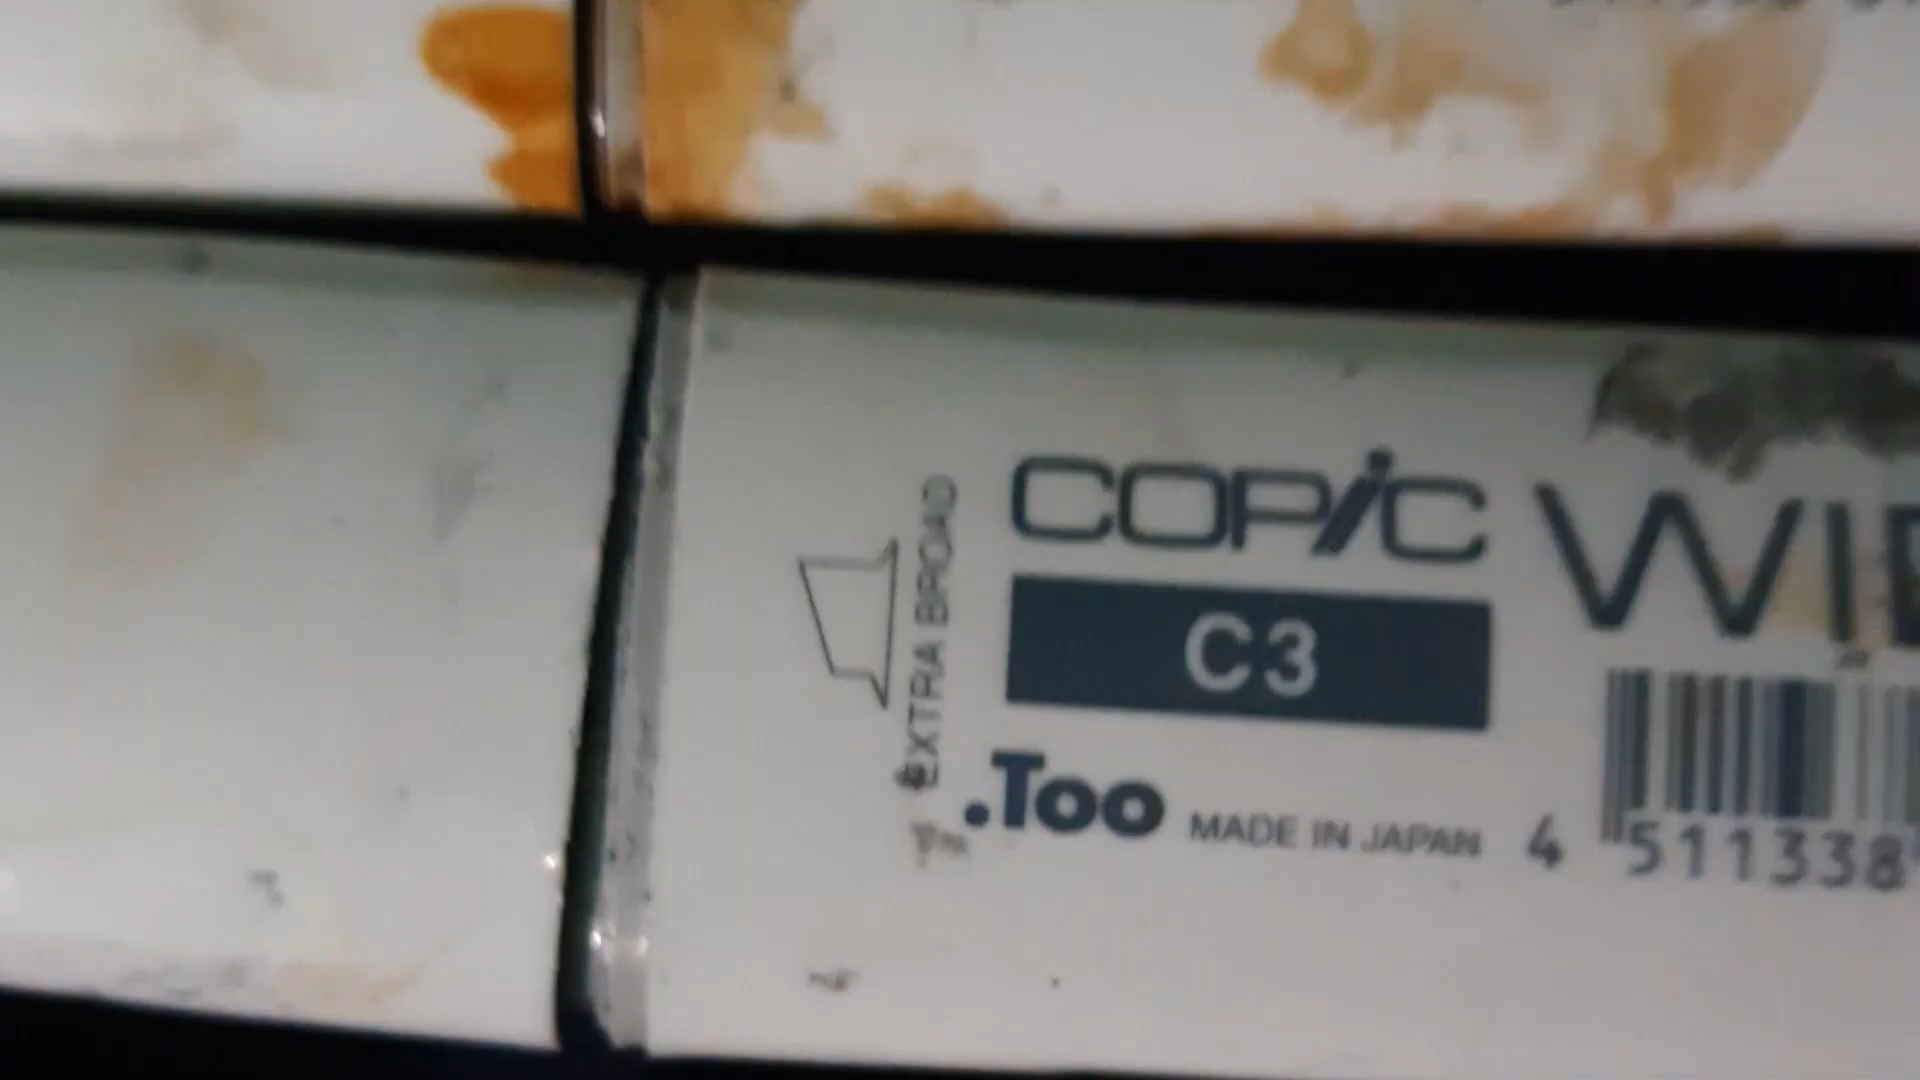 EXTRA BROAD
COPiC WI
C3
.Too MADE IN JAPAN
4 511338